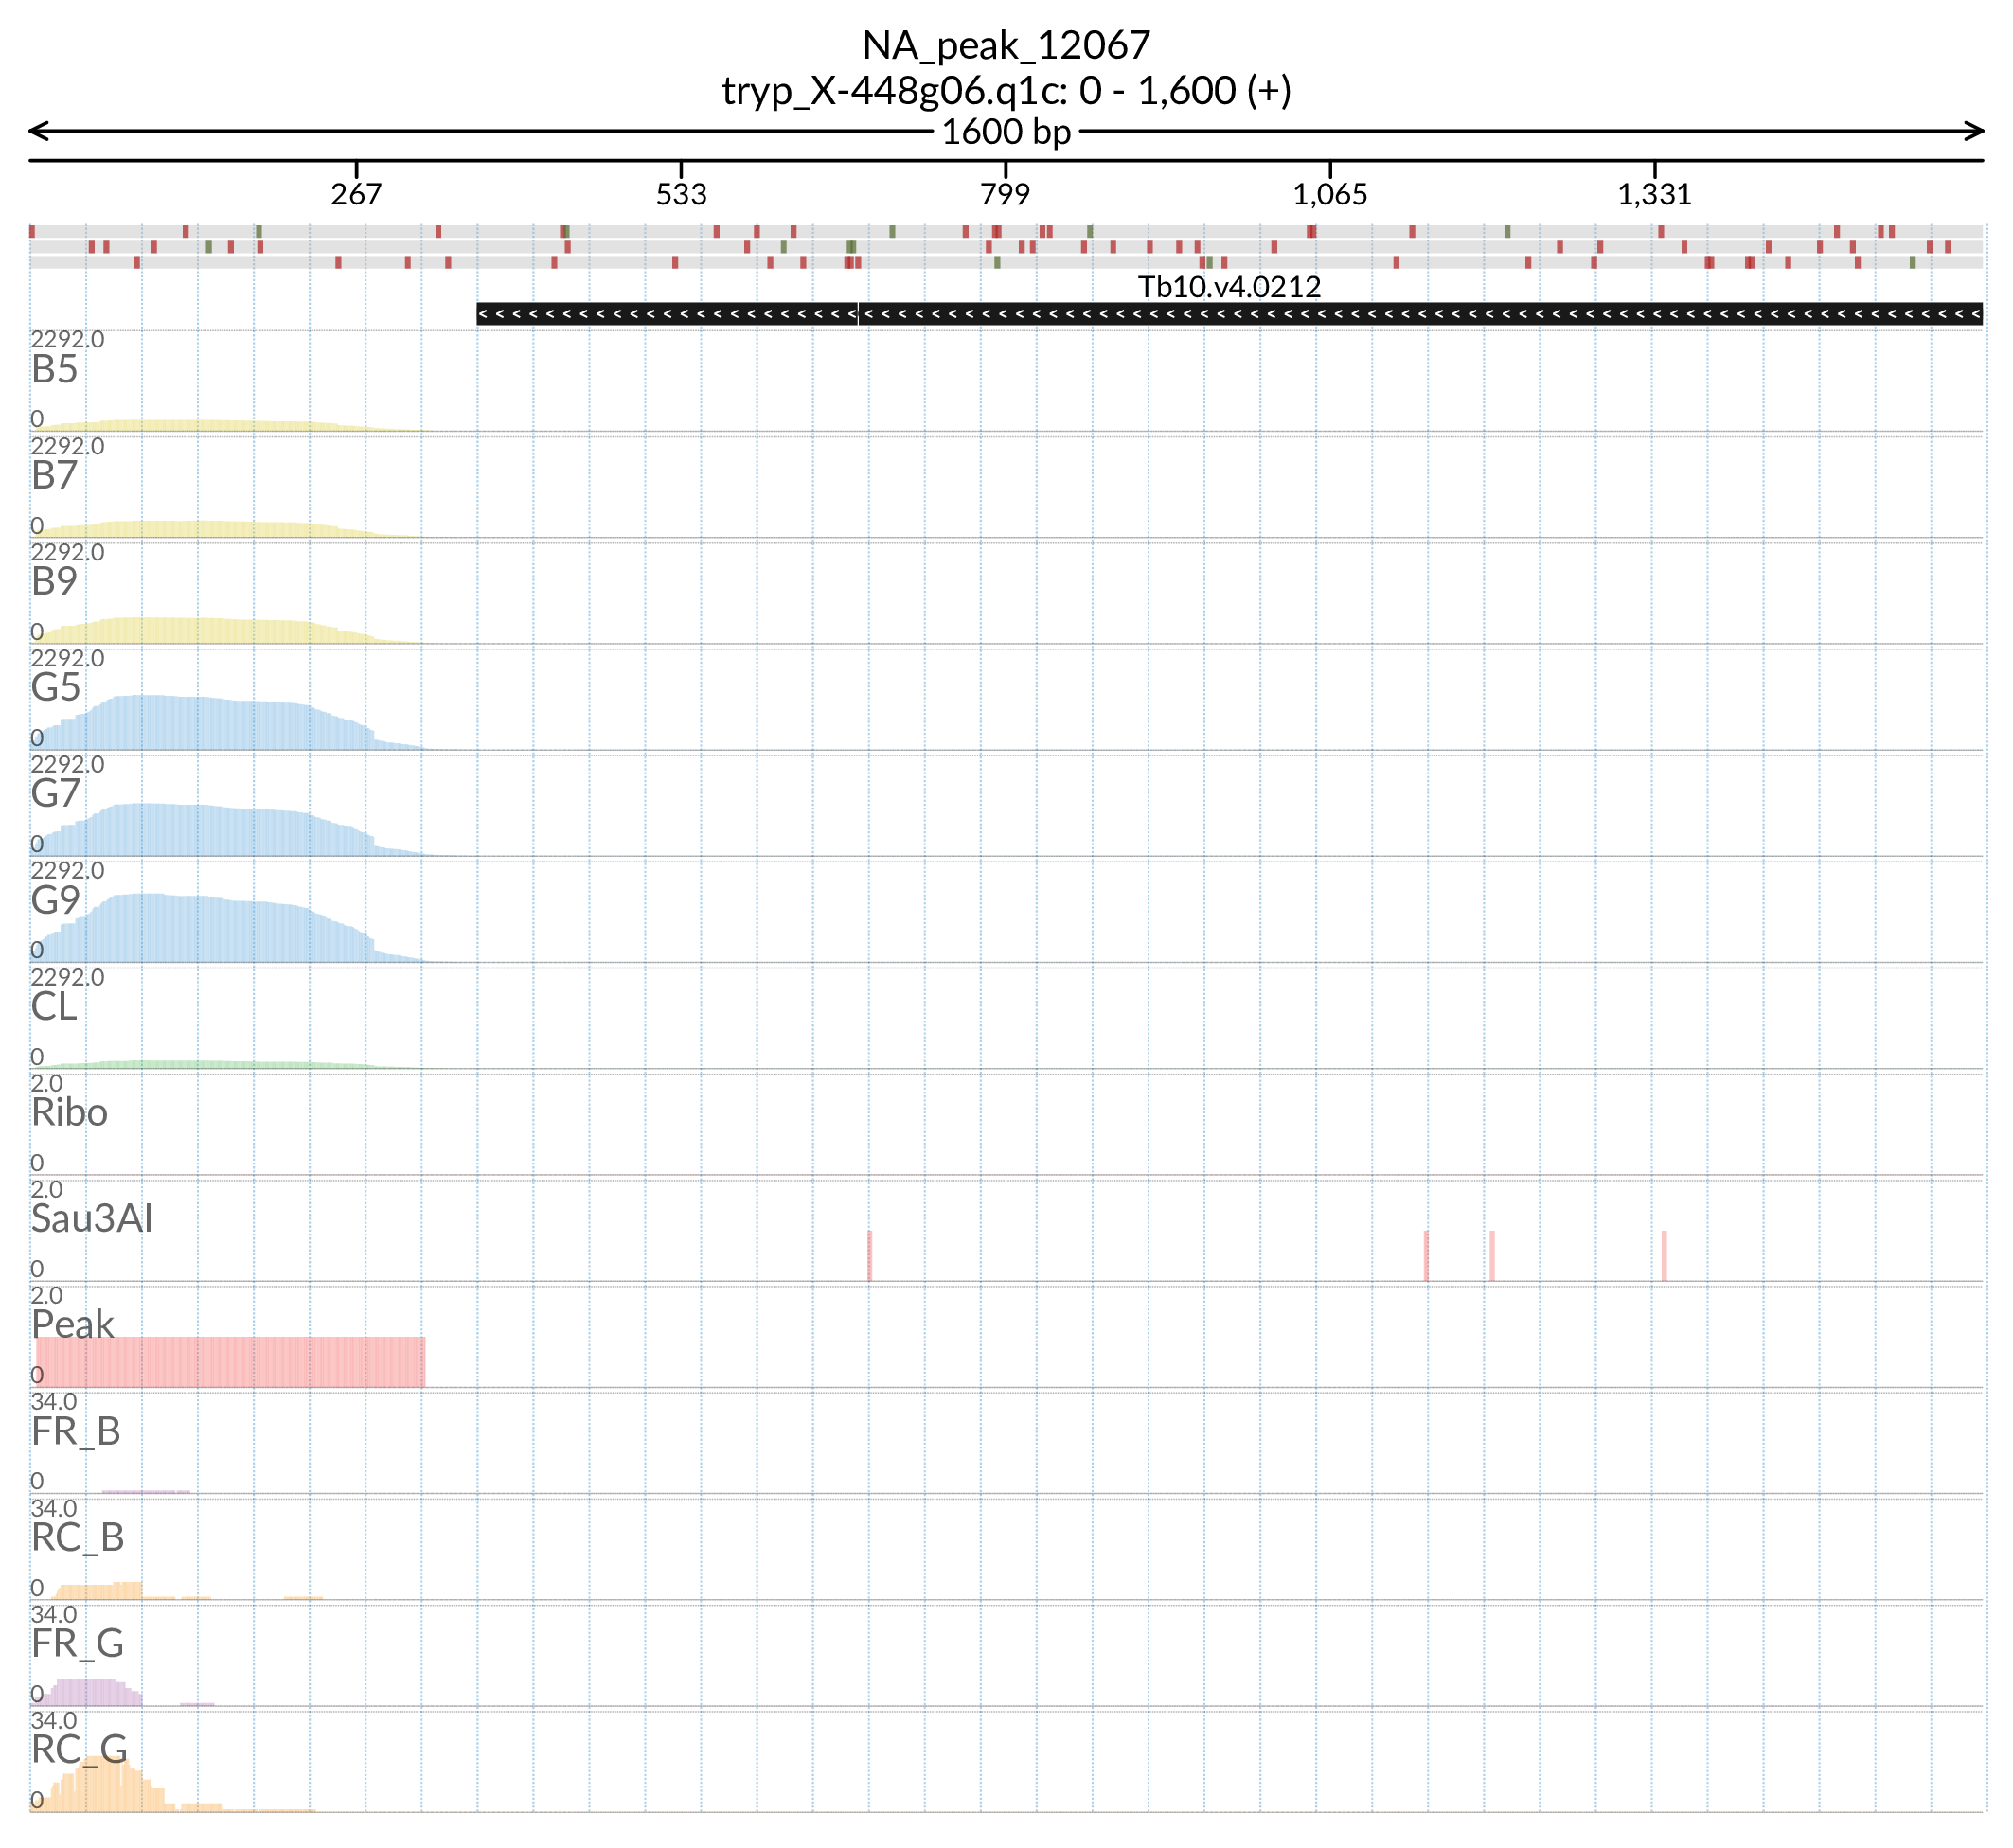 NA_peak_12067
tryp_X-448g06.q1c: 0 - 1,600 (+)
1600 bp
267 533 799 1,065 1,331
Tb10.v4.0212
2292.0
B5
0
2292.0
B7
0
2292.0
B9
0
2292.0
G5
0
2292.0
G7
0
2292.0
G9
0
2292.0
CL
0
2.0
Ribo
0
2.0
Sau3AI
0
2.0
Peak
0
34.0
FR_B
0
34.0
RC_B
0
34.0
FR_G
0
34.0
RC_G
0